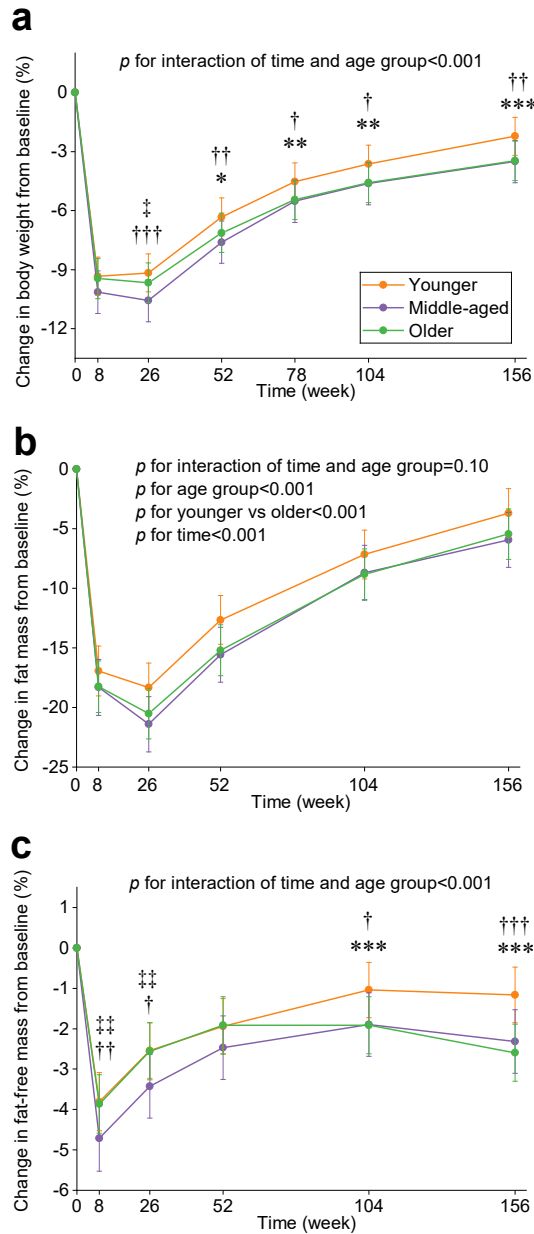 a
p for interaction of time and age group<0.001
Change in body weight from baseline (%)
0
-3
-6
-9
-12
‡
†††
††
*
†
**
†
**
††
***
Younger
Middle-aged
Older
0 8 26 52 78 104 156
Time (week)
b
p for interaction of time and age group=0.10
p for age group<0.001
p for younger vs older<0.001
p for time<0.001
Change in fat mass from baseline (%)
0
-5
-10
-15
-20
-25
0 8 26 52 104 156
Time (week)
c
p for interaction of time and age group<0.001
Change in fat-free mass from baseline (%)
1
0
-1
-2
-3
-4
-5
-6
‡‡
††
‡‡
†
†
***
†††
***
0 8 26 52 104 156
Time (week)